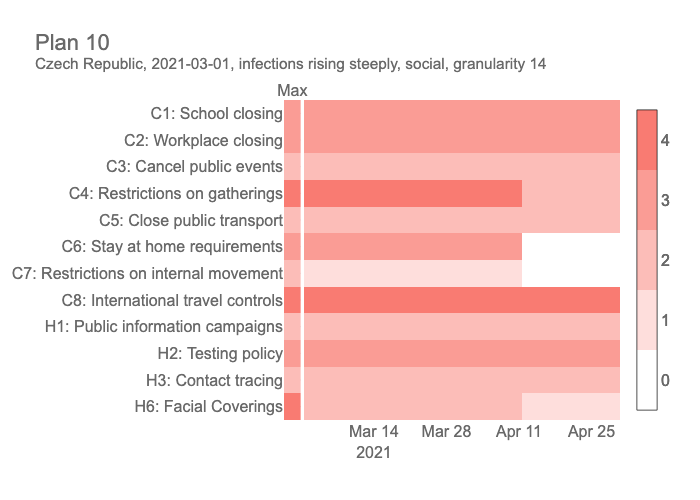 Plan 10
Czech Republic, 2021-03-01, infections rising steeply, social, granularity 14
Max
C1: School closing
C2: Workplace closing
C3: Cancel public events
C4: Restrictions on gatherings
C5: Close public transport
C6: Stay at home requirements
C7: Restrictions on internal movement
C8: International travel controls
H1: Public information campaigns
H2: Testing policy
H3: Contact tracing
H6: Facial Coverings
Mar 14
2021
Mar 28
Apr 11
Apr 25
4
3
2
1
0